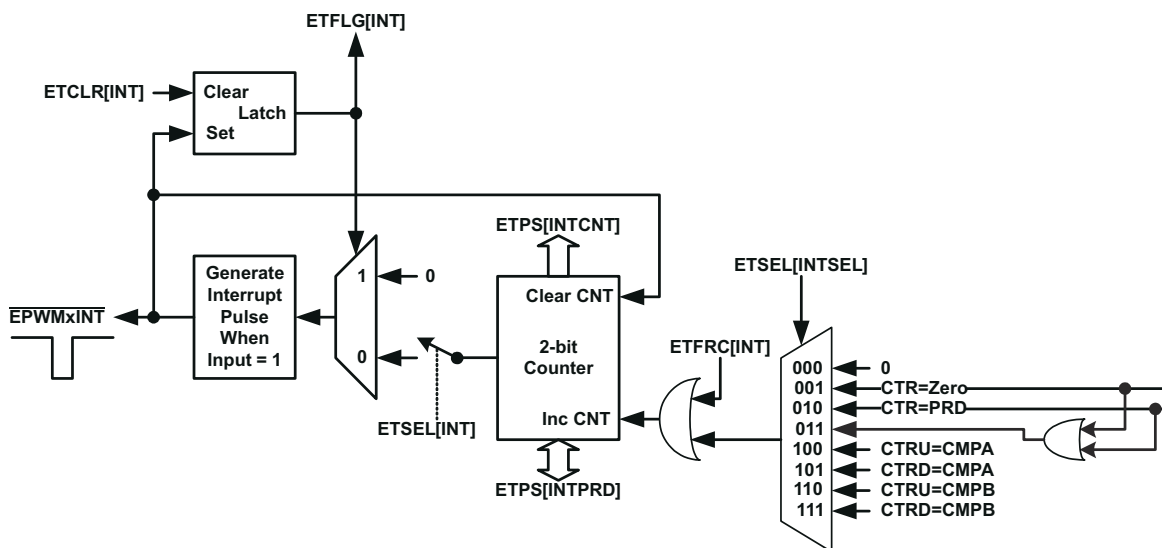 ETFLG[INT]
ETCLR[INT]
Clear
Latch
Set
ETPS[INTCNT]
ETSEL[INTSEL]
Generate
Interrupt
Pulse
When
Input = 1
1
0
0
EPWMxINT
Clear CNT
2-bit
Counter
Inc CNT
ETSEL[INT]
ETPS[INTPRD]
ETFRC[INT]
000
0
001
CTR=Zero
010
CTR=PRD
011
100
CTRU=CMPA
101
CTRD=CMPA
110
CTRU=CMPB
111
CTRD=CMPB